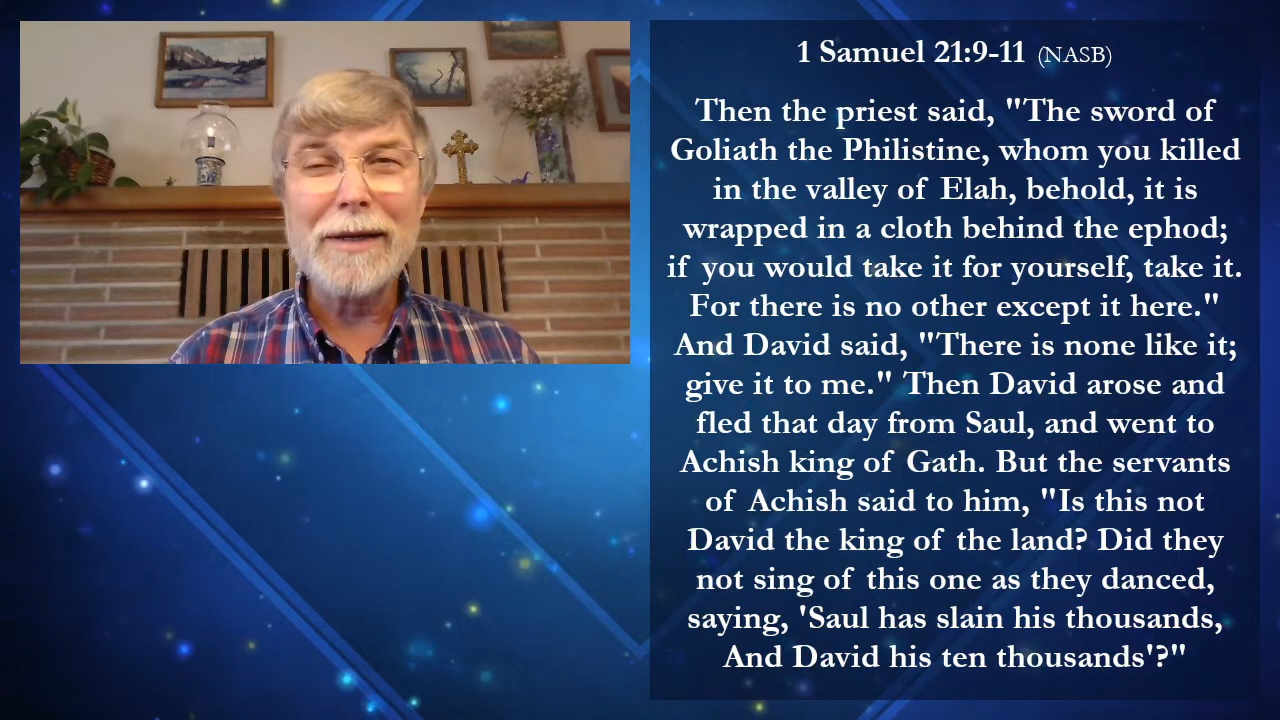 1 Samuel 21:9-11 (NASB)
Then the priest said, "The sword of
Goliath the Philistine, whom you killed
in the valley of Elah, behold, it is
wrapped in a cloth behind the ephod;
if you would take it for yourself, take it.
For there is no other except it here."
And David said, "There is none like it;
give it to me." Then David arose and
fled that day from Saul, and went to
Achish king of Gath. But the servants
of Achish said to him, "Is this not
David the king of the land? Did they
not sing of this one as they danced,
saying, 'Saul has slain his thousands,
And David his ten thousands'?"